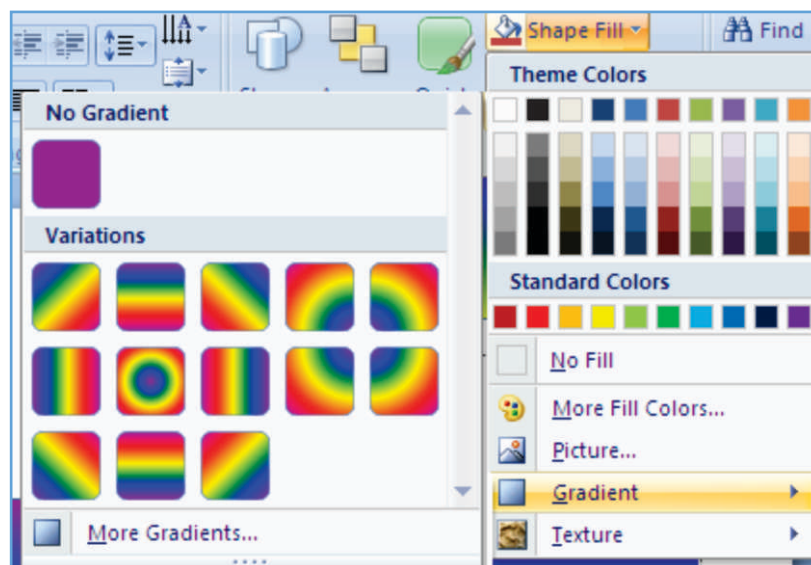 Shape Fill
Find
No Gradient
Variations
More Gradients...
Theme Colors
Standard Colors
No Fill
More Fill Colors...
Picture...
Gradient
Texture